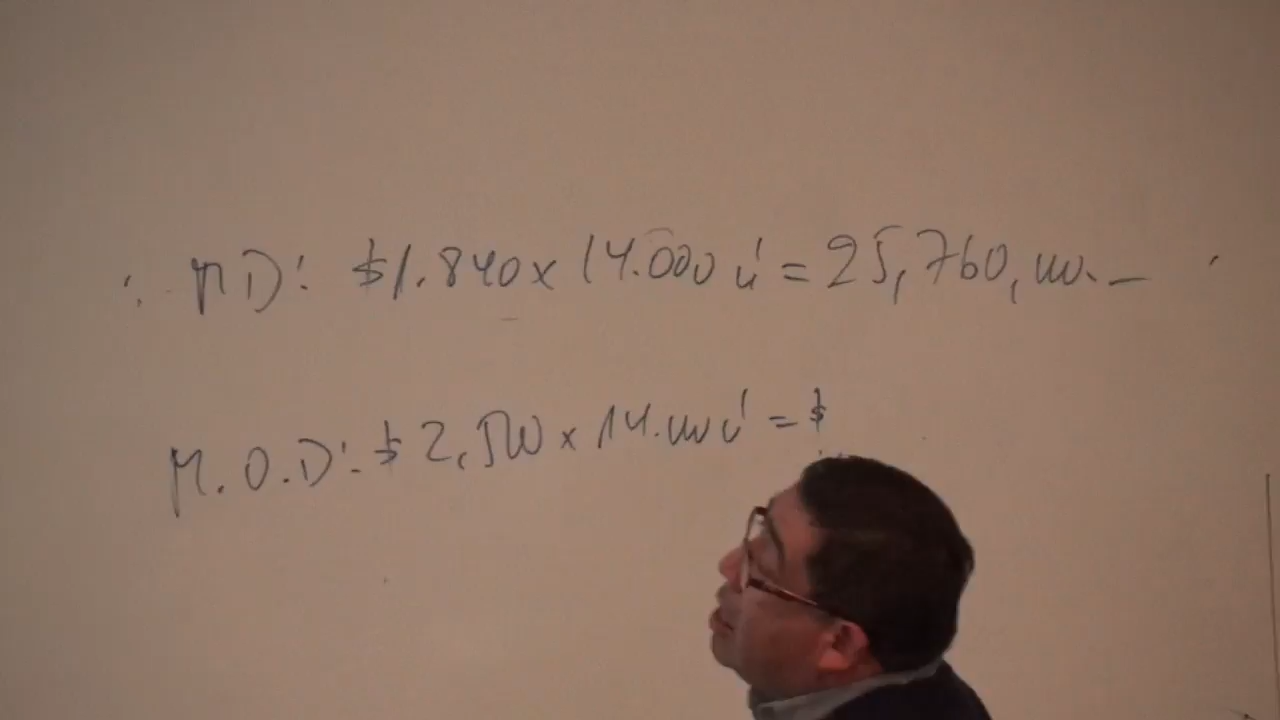 ∴ MD: $1.840 x 14.000 u' = 25,760,000.-
M.O.D: $ 2,500 x 14.000 u' = $